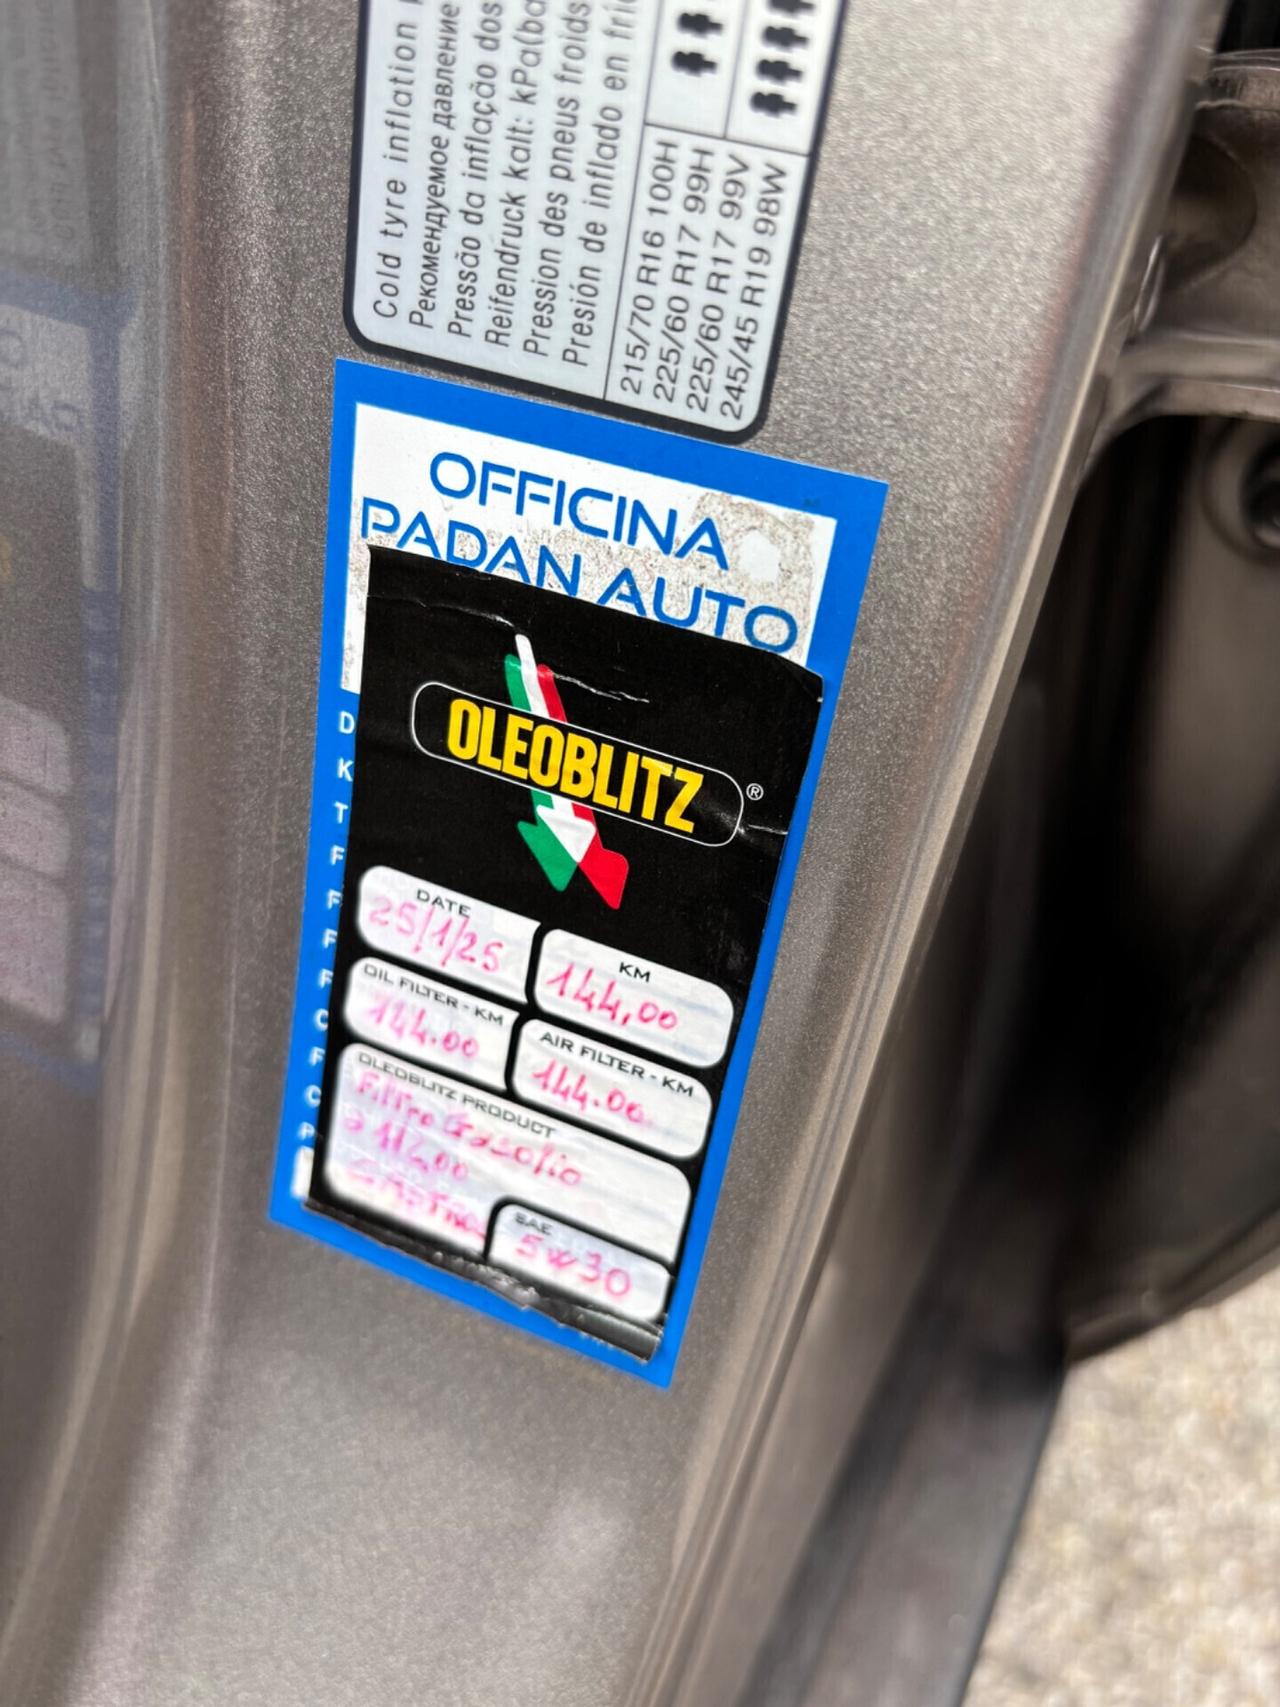 Cold tyre inflation
Рекомендуемое давление
Pressão da inflação dos
Reifendruck kalt: kPa(ba
Pression des pneus froids
Presión de inflado en frí
215/70 R16 100H
225/60 R17 99H
225/60 R17 99V
245/45 R19 98W
OFFICINA
PADAN AUTO
D
K
T
F
F
F
F
C
F
C
P
OLEOBLITZ®
DATE
25/1/25
KM
144,00
OIL FILTER - KM
144.00
AIR FILTER - KM
144.00
OLEOBLITZ PRODUCT
Filtro Gasolio
SAE
5w30